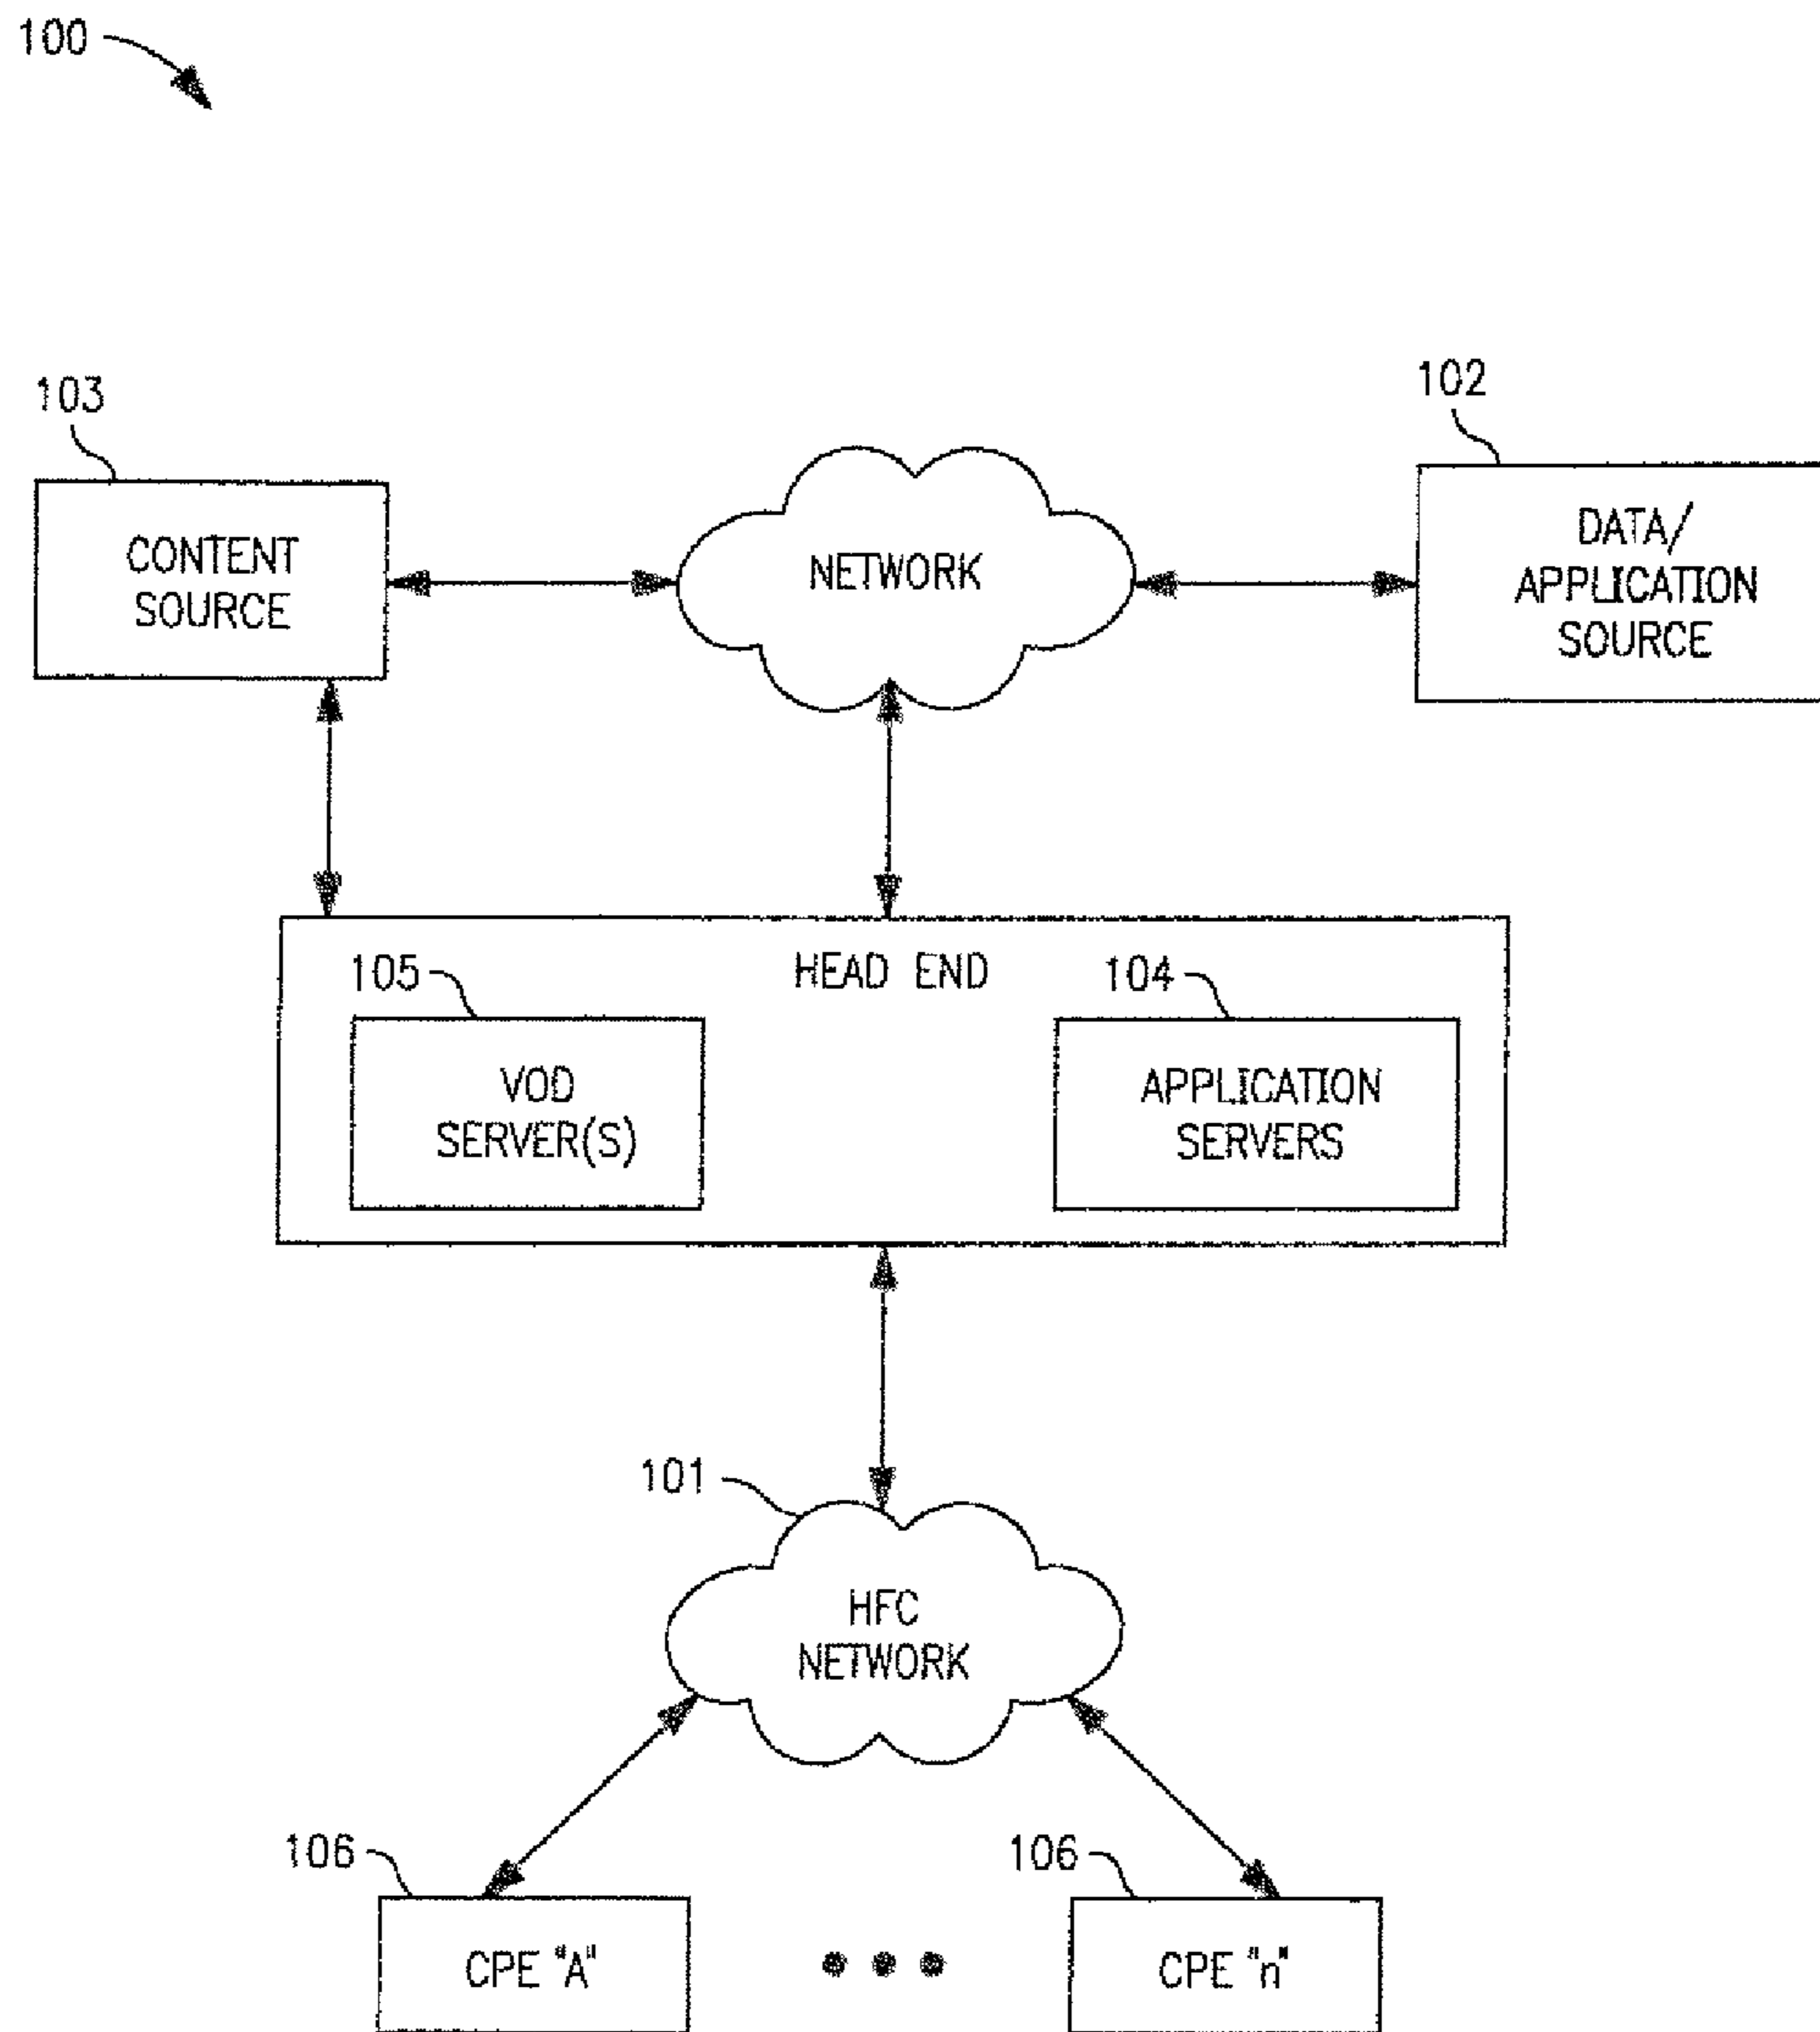 100
103
102
CONTENT
SOURCE
NETWORK
DATA/
APPLICATION
SOURCE
HEAD END
105
104
VOD
SERVER(S)
APPLICATION
SERVERS
101
HFC
NETWORK
106
106
CPE "A"
CPE "n"